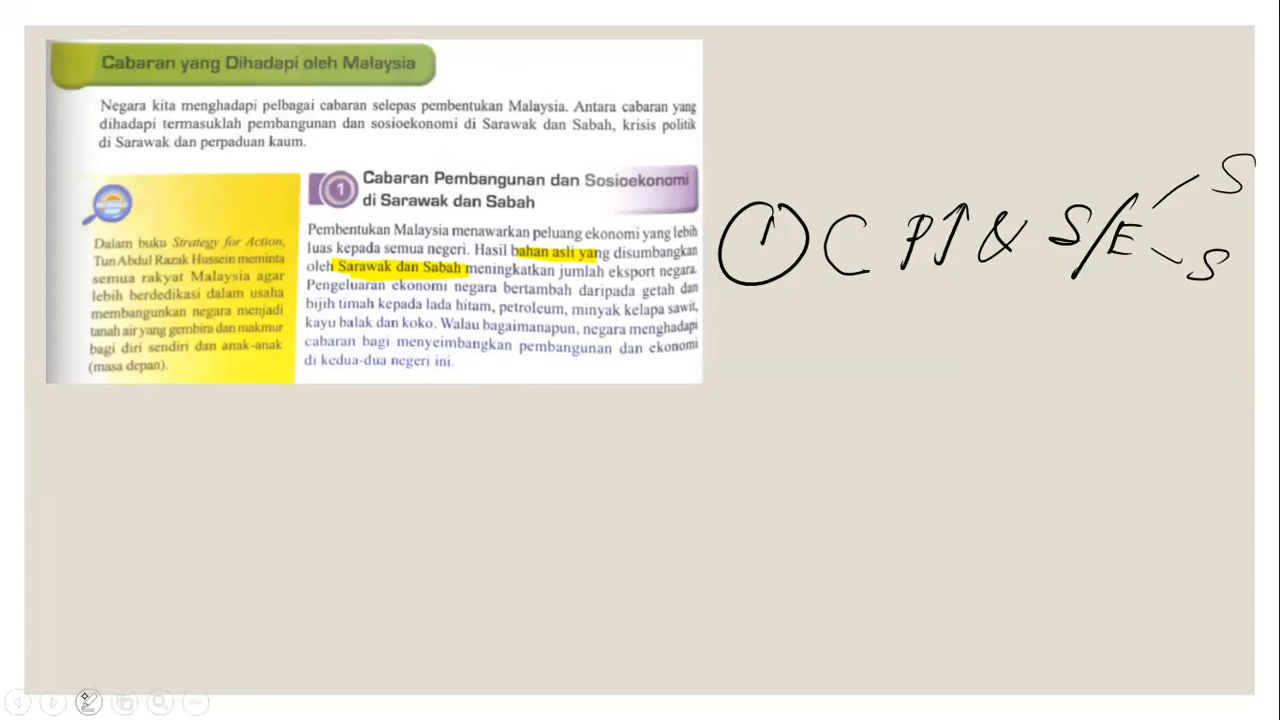 Cabaran yang Dihadapi oleh Malaysia
Negara kita menghadapi pelbagai cabaran selepas pembentukan Malaysia. Antara cabaran yang
dihadapi termasuklah pembangunan dan sosioekonomi di Sarawak dan Sabah, krisis politik
di Sarawak dan perpaduan kaum.
Dalam buku Strategy for Action,
Tun Abdul Razak Hussein meminta
semua rakyat Malaysia agar
lebih berdedikasi dalam usaha
membangunkan negara menjadi
tanah air yang gembira dan makmur
bagi diri sendiri dan anak-anak
(masa depan).
1 Cabaran Pembangunan dan Sosioekonomi
di Sarawak dan Sabah
Pembentukan Malaysia menawarkan peluang ekonomi yang lebih
luas kepada semua negeri. Hasil bahan asli yang disumbangkan
oleh Sarawak dan Sabah meningkatkan jumlah eksport negara.
Pengeluaran ekonomi negara bertambah daripada getah dan
bijih timah kepada lada hitam, petroleum, minyak kelapa sawit,
kayu balak dan koko. Walau bagaimanapun, negara menghadapi
cabaran bagi menyeimbangkan pembangunan dan ekonomi
di kedua-dua negeri ini.
S
1 C P↑ & S/E
S